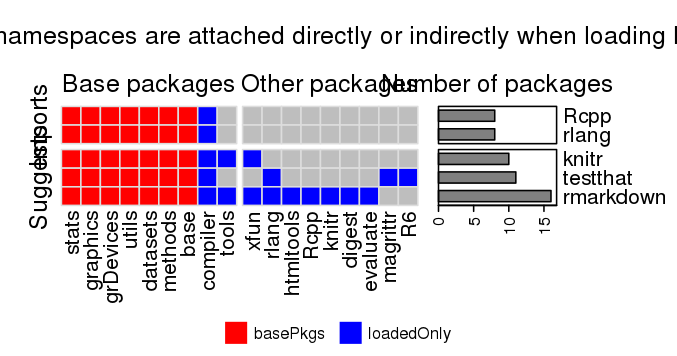 namespaces are attached directly or indirectly when loading
Base packages
Other packages
Number of packages
Imports
Suggests
Rcpp
rlang
knitr
testthat
rmarkdown
stats
graphics
grDevices
utils
datasets
methods
base
compiler
tools
xfun
rlang
htmltools
Rcpp
knitr
digest
evaluate
magrittr
R6
0
5
10
15
basePkgs
loadedOnly